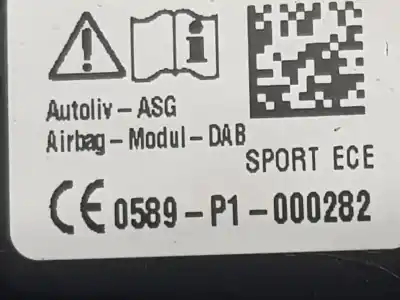 Autoliv-ASG
Airbag-Modul-DAB
SPORT ECE
CE 0589-P1-000282